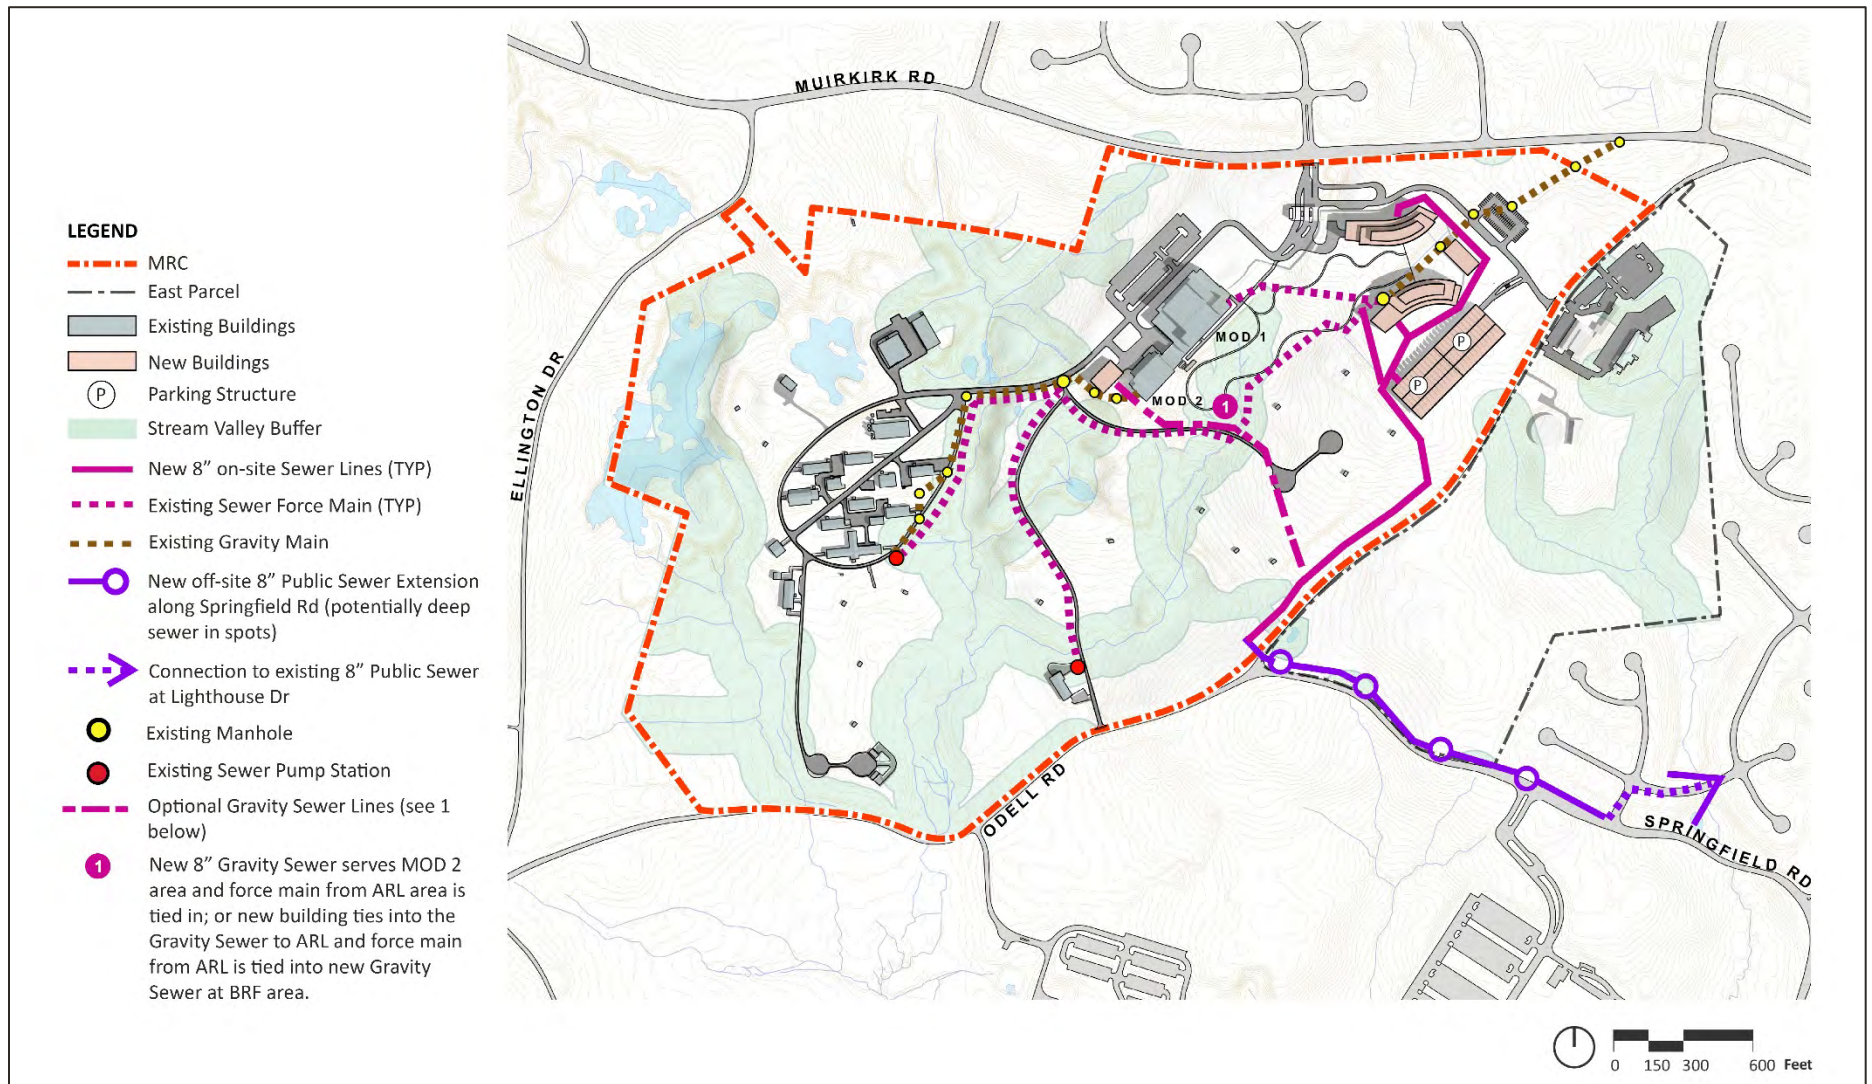 LEGEND
MRC
East Parcel
Existing Buildings
New Buildings
P Parking Structure
Stream Valley Buffer
New 8” on-site Sewer Lines (TYP)
Existing Sewer Force Main (TYP)
Existing Gravity Main
New off-site 8” Public Sewer Extension
along Springfield Rd (potentially deep
sewer in spots)
Connection to existing 8” Public Sewer
at Lighthouse Dr
Existing Manhole
Existing Sewer Pump Station
Optional Gravity Sewer Lines (see 1
below)
1 New 8” Gravity Sewer serves MOD 2
area and force main from ARL area is
tied in; or new building ties into the
Gravity Sewer to ARL and force main
from ARL is tied into new Gravity
Sewer at BRF area.
MUIRKIRK RD
ELLINGTON DR
MOD 1
MOD 2
1
P
P
ODELL RD
SPRINGFIELD RD
0 150 300 600 Feet